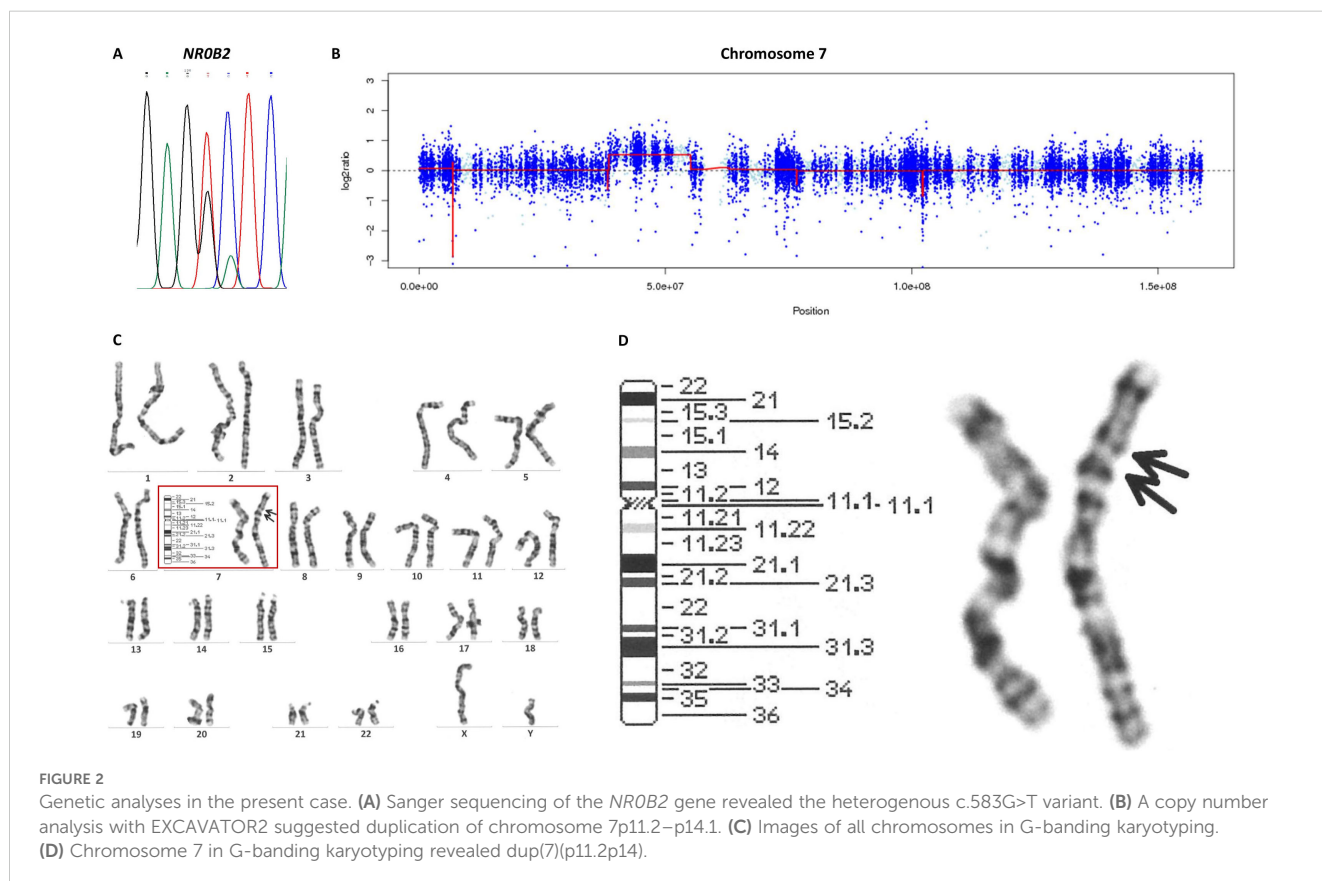 A NR0B2
B Chromosome 7
log2ratio
3
2
1
0
-1
-2
-3
0.0e+00 5.0e+07 1.0e+08 1.5e+08
Position
C
1 2 3 4 5
6 7 8 9 10 11 12
13 14 15 16 17 18
19 20 21 22 X Y
D
22
21
15.3
15.2
15.1
14
13
12
11.2
11.1
11.1
11.21
11.22
11.23
21.1
21.2
21.3
22
31.1
31.2
31.3
32
33
34
35
36
FIGURE 2
Genetic analyses in the present case. (A) Sanger sequencing of the NR0B2 gene revealed the heterogenous c.583G>T variant. (B) A copy number
analysis with EXCAVATOR2 suggested duplication of chromosome 7p11.2–p14.1. (C) Images of all chromosomes in G-banding karyotyping.
(D) Chromosome 7 in G-banding karyotyping revealed dup(7)(p11.2p14).